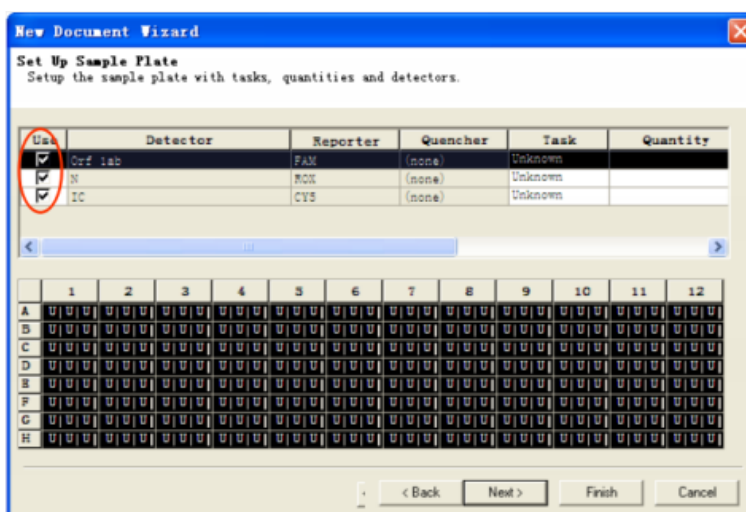 New Document Wizard
Set Up Sample Plate
Setup the sample plate with tasks, quantities and detectors.
Use Detector Reporter Quencher Task Quantity
Orf 1ab FAM (none) Unknown
N ROX (none) Unknown
IC CY5 (none) Unknown
1 2 3 4 5 6 7 8 9 10 11 12
A U U U U U U U U U U U U U U U U U U U U U U U U U U U U U U U U U U U U
B U U U U U U U U U U U U U U U U U U U U U U U U U U U U U U U U U U U U
C U U U U U U U U U U U U U U U U U U U U U U U U U U U U U U U U U U U U
D U U U U U U U U U U U U U U U U U U U U U U U U U U U U U U U U U U U U
E U U U U U U U U U U U U U U U U U U U U U U U U U U U U U U U U U U U U
F U U U U U U U U U U U U U U U U U U U U U U U U U U U U U U U U U U U U
G U U U U U U U U U U U U U U U U U U U U U U U U U U U U U U U U U U U U
H U U U U U U U U U U U U U U U U U U U U U U U U U U U U U U U U U U U U
< Back Next > Finish Cancel